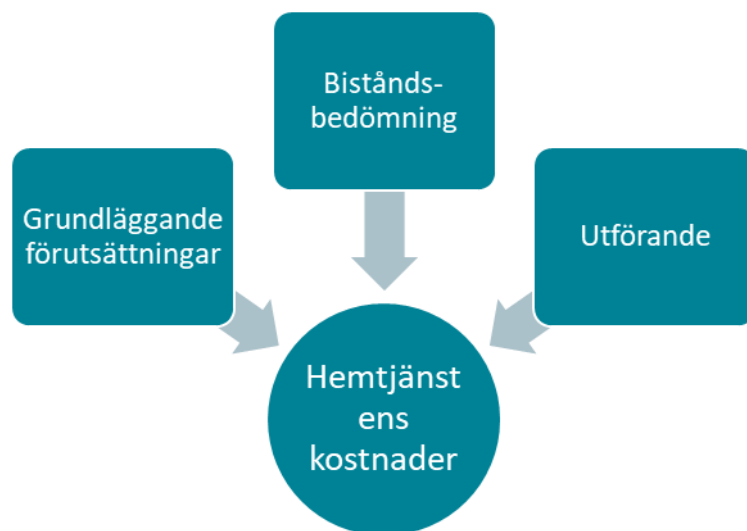 Bistånds-
bedömning
Grundläggande
förutsättningar
Utförande
Hemtjänst
ens
kostnader